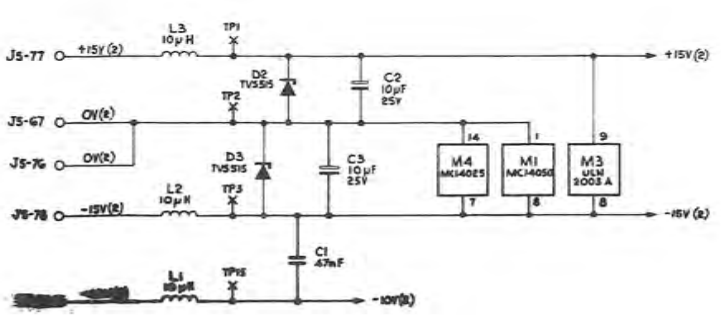 L3
10μH
TP1
J5-77
+15V(2)
+15V(2)
D2
TVS515
C2
10μF
25V
TP2
J5-67
0V(2)
14
1
9
J5-76
0V(2)
D3
TVS515
C3
10μF
25V
M4
MC14025
M1
MC14050
M3
ULN
2003A
L2
10μH
TP3
7
8
8
J5-78
-15V(2)
-15V(2)
C1
47nF
L1
10μH
TP15
-10V(2)